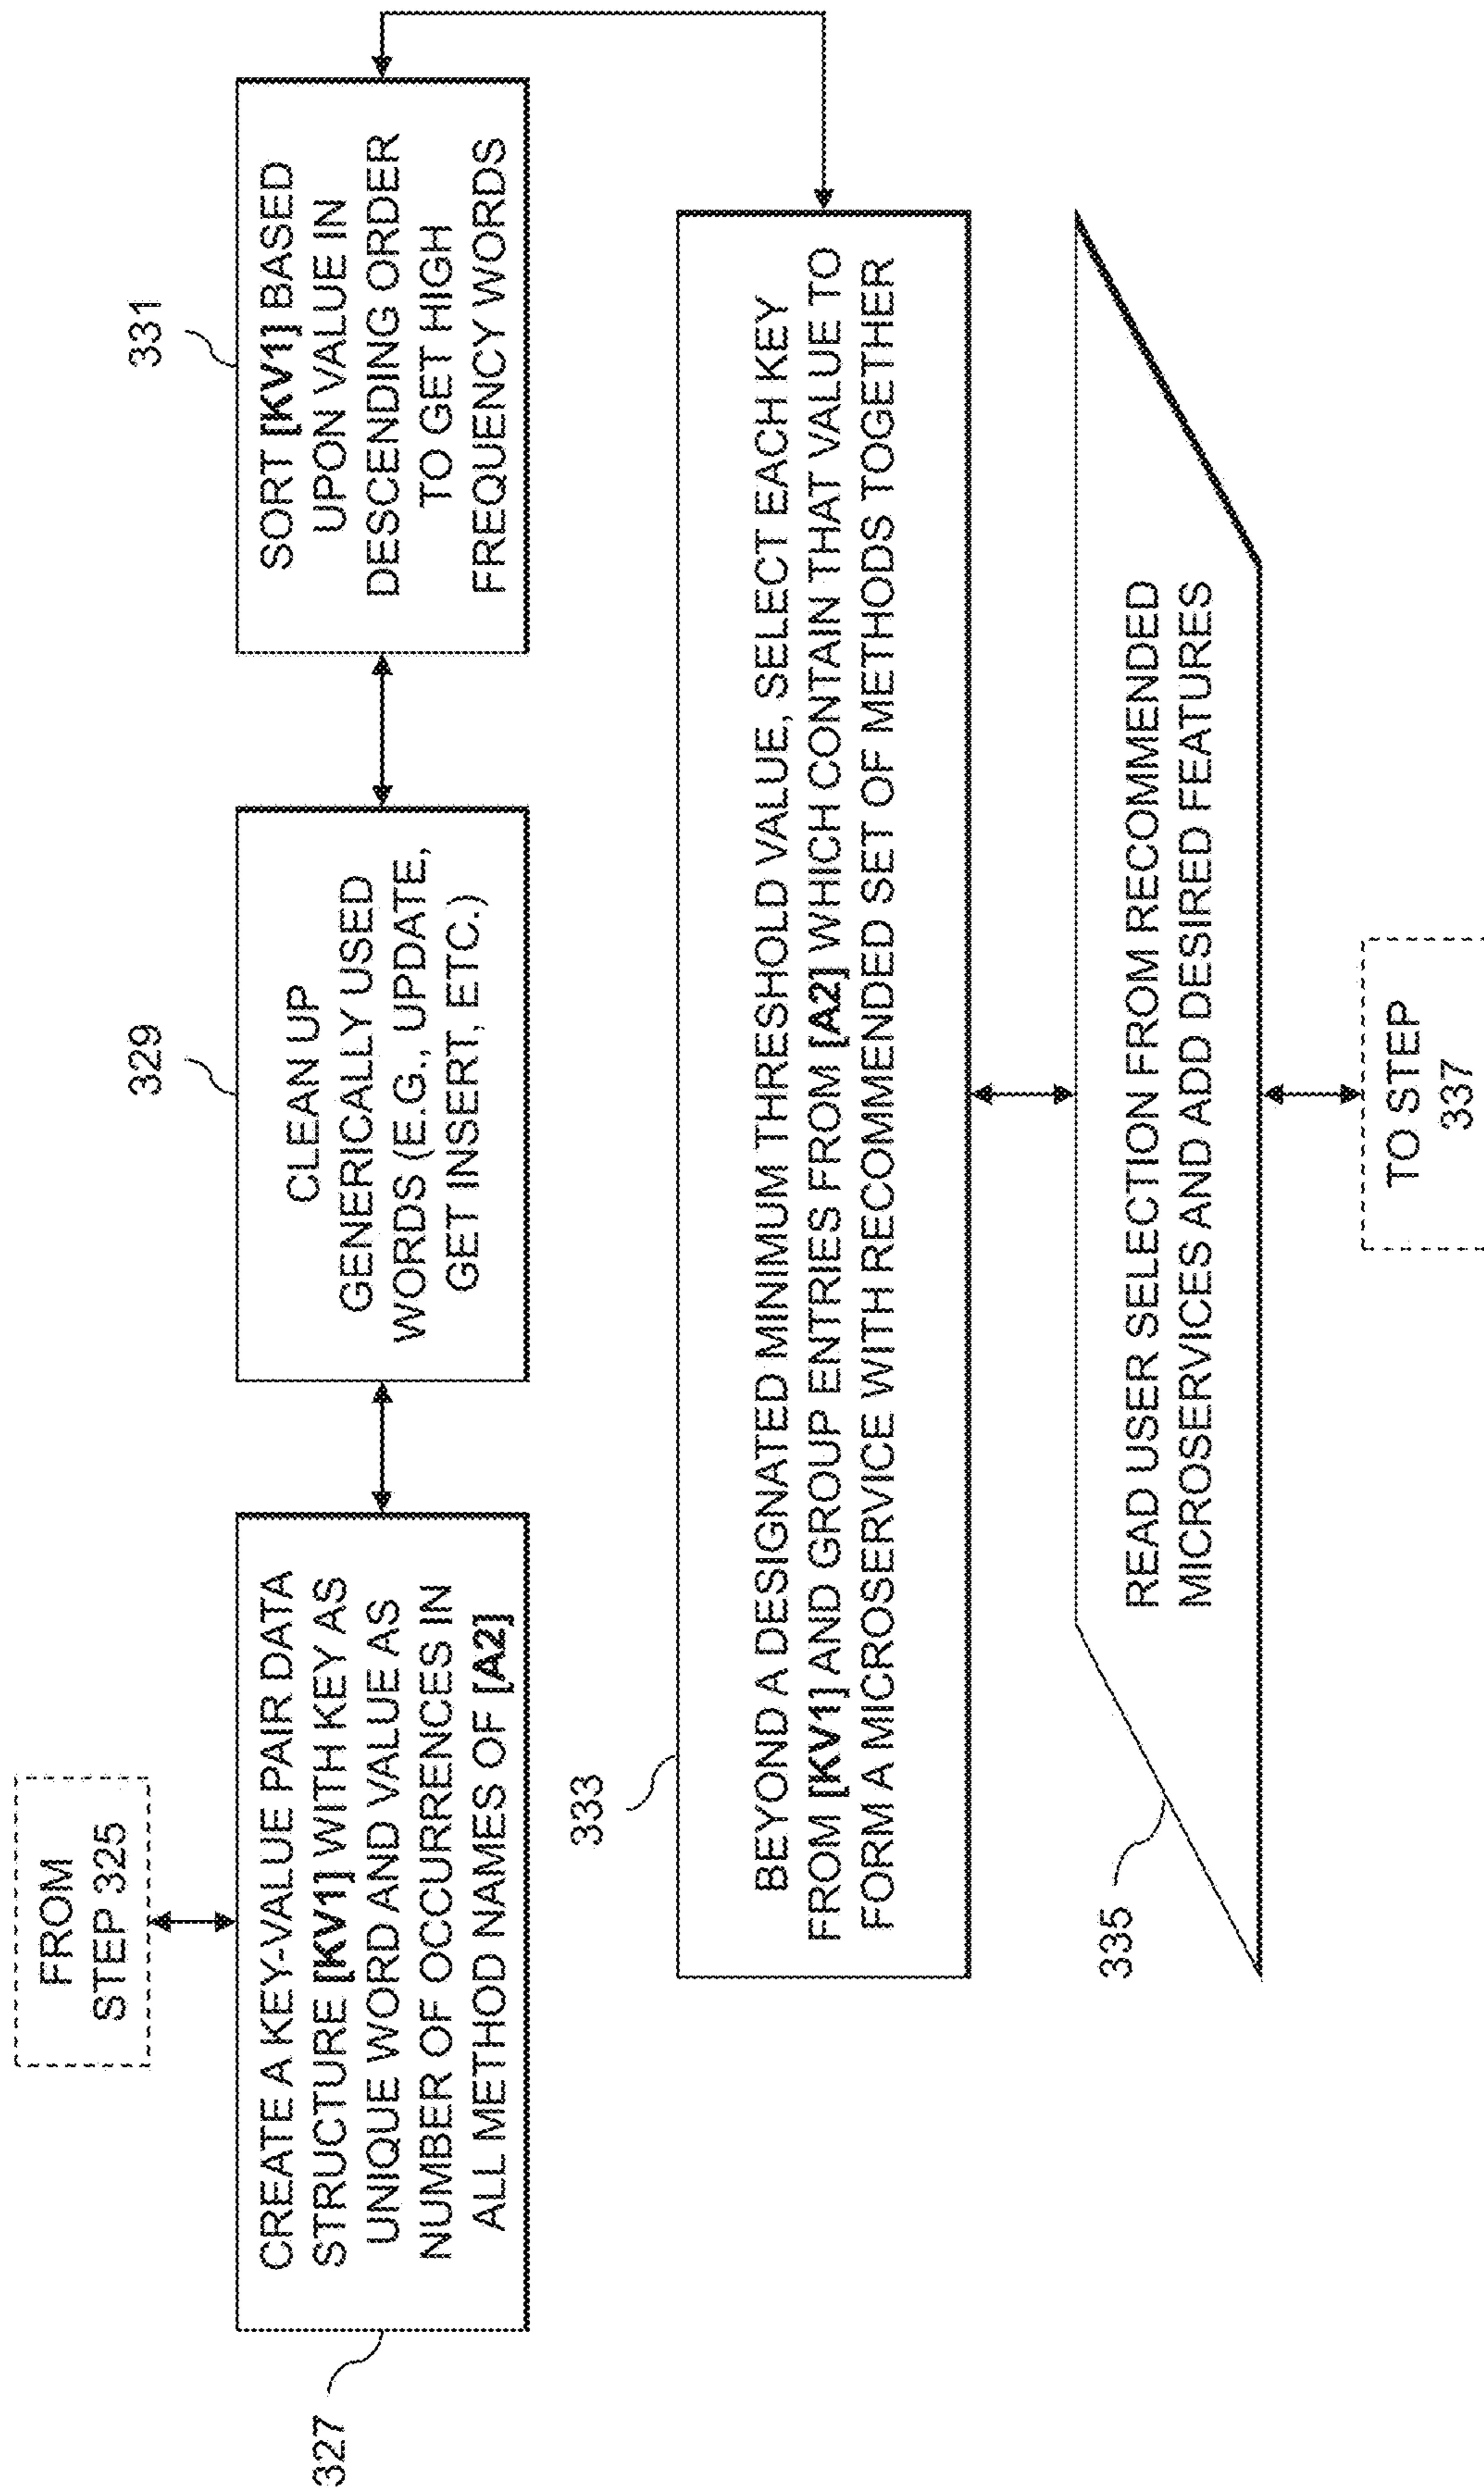 FROM
STEP 325
327
CREATE A KEY-VALUE PAIR DATA
STRUCTURE [KV1] WITH KEY AS
UNIQUE WORD AND VALUE AS
NUMBER OF OCCURRENCES IN
ALL METHOD NAMES OF [A2]
329
CLEAN UP
GENERICALLY USED
WORDS (E.G., UPDATE,
GET INSERT, ETC.)
331
SORT [KV1] BASED
UPON VALUE IN
DESCENDING ORDER
TO GET HIGH
FREQUENCY WORDS
333
BEYOND A DESIGNATED MINIMUM THRESHOLD VALUE, SELECT EACH KEY
FROM [KV1] AND GROUP ENTRIES FROM [A2] WHICH CONTAIN THAT VALUE TO
FORM A MICROSERVICE WITH RECOMMENDED SET OF METHODS TOGETHER
335
READ USER SELECTION FROM RECOMMENDED
MICROSERVICES AND ADD DESIRED FEATURES
TO STEP
337